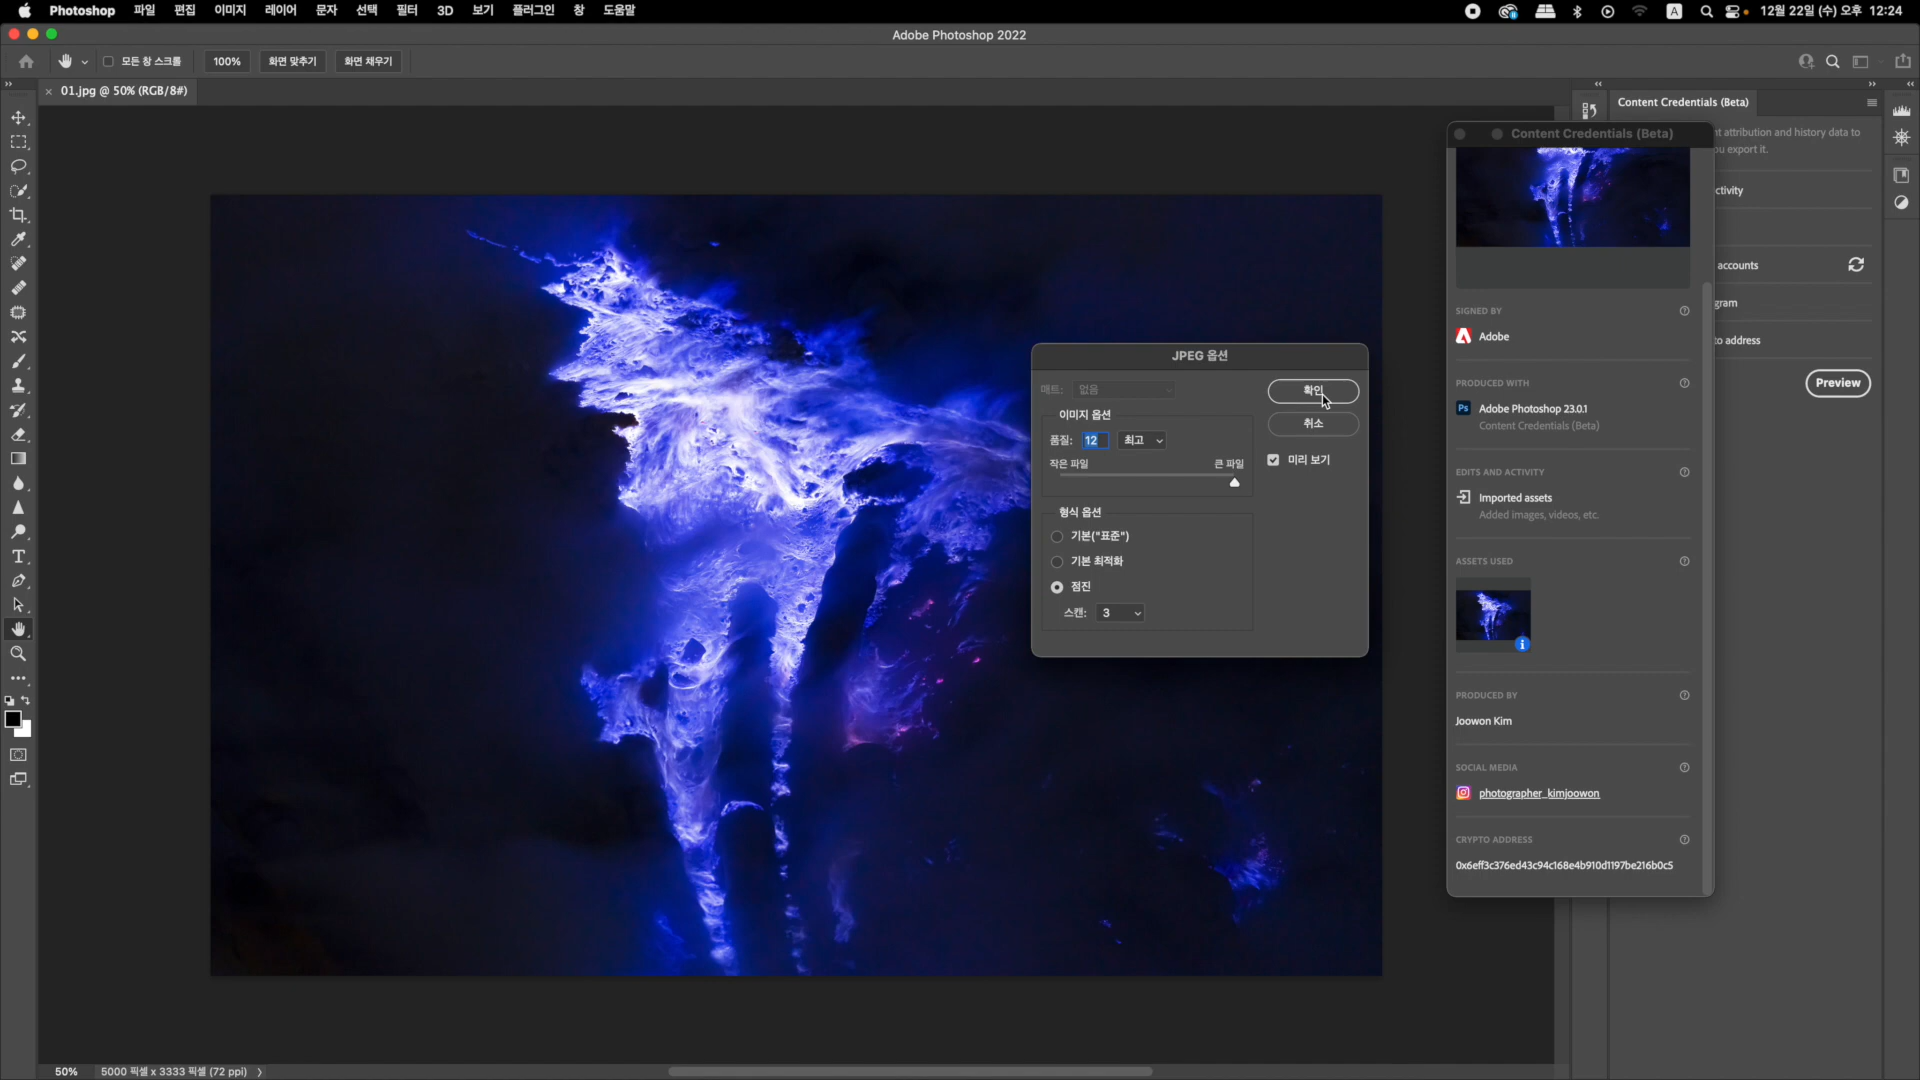 Photoshop 파일 편집 이미지 레이어 문자 선택 필터 3D 보기 플러그인 창 도움말
A 12월 22일 (수) 오후 12:24
Adobe Photoshop 2022
모든 창 스크롤 100% 화면 맞추기 화면 채우기
01.jpg @ 50% (RGB/8#)
Content Credentials (Beta)
nt attribution and history data to
ou export it.
ctivity
accounts
gram
to address
Preview
Content Credentials (Beta)
SIGNED BY
Adobe
PRODUCED WITH
Ps Adobe Photoshop 23.0.1
Content Credentials (Beta)
EDITS AND ACTIVITY
Imported assets
Added images, videos, etc.
ASSETS USED
i
PRODUCED BY
Joowon Kim
SOCIAL MEDIA
photographer_kimjoowon
CRYPTO ADDRESS
0x6eff3c376ed43c94c168e4b910d1197be216b0c5
JPEG 옵션
매트: 없음
확인
이미지 옵션
취소
품질: 12 최고
미리 보기
작은 파일 큰 파일
형식 옵션
기본("표준")
기본 최적화
점진
스캔: 3
50% 5000 픽셀 x 3333 픽셀 (72 ppi)